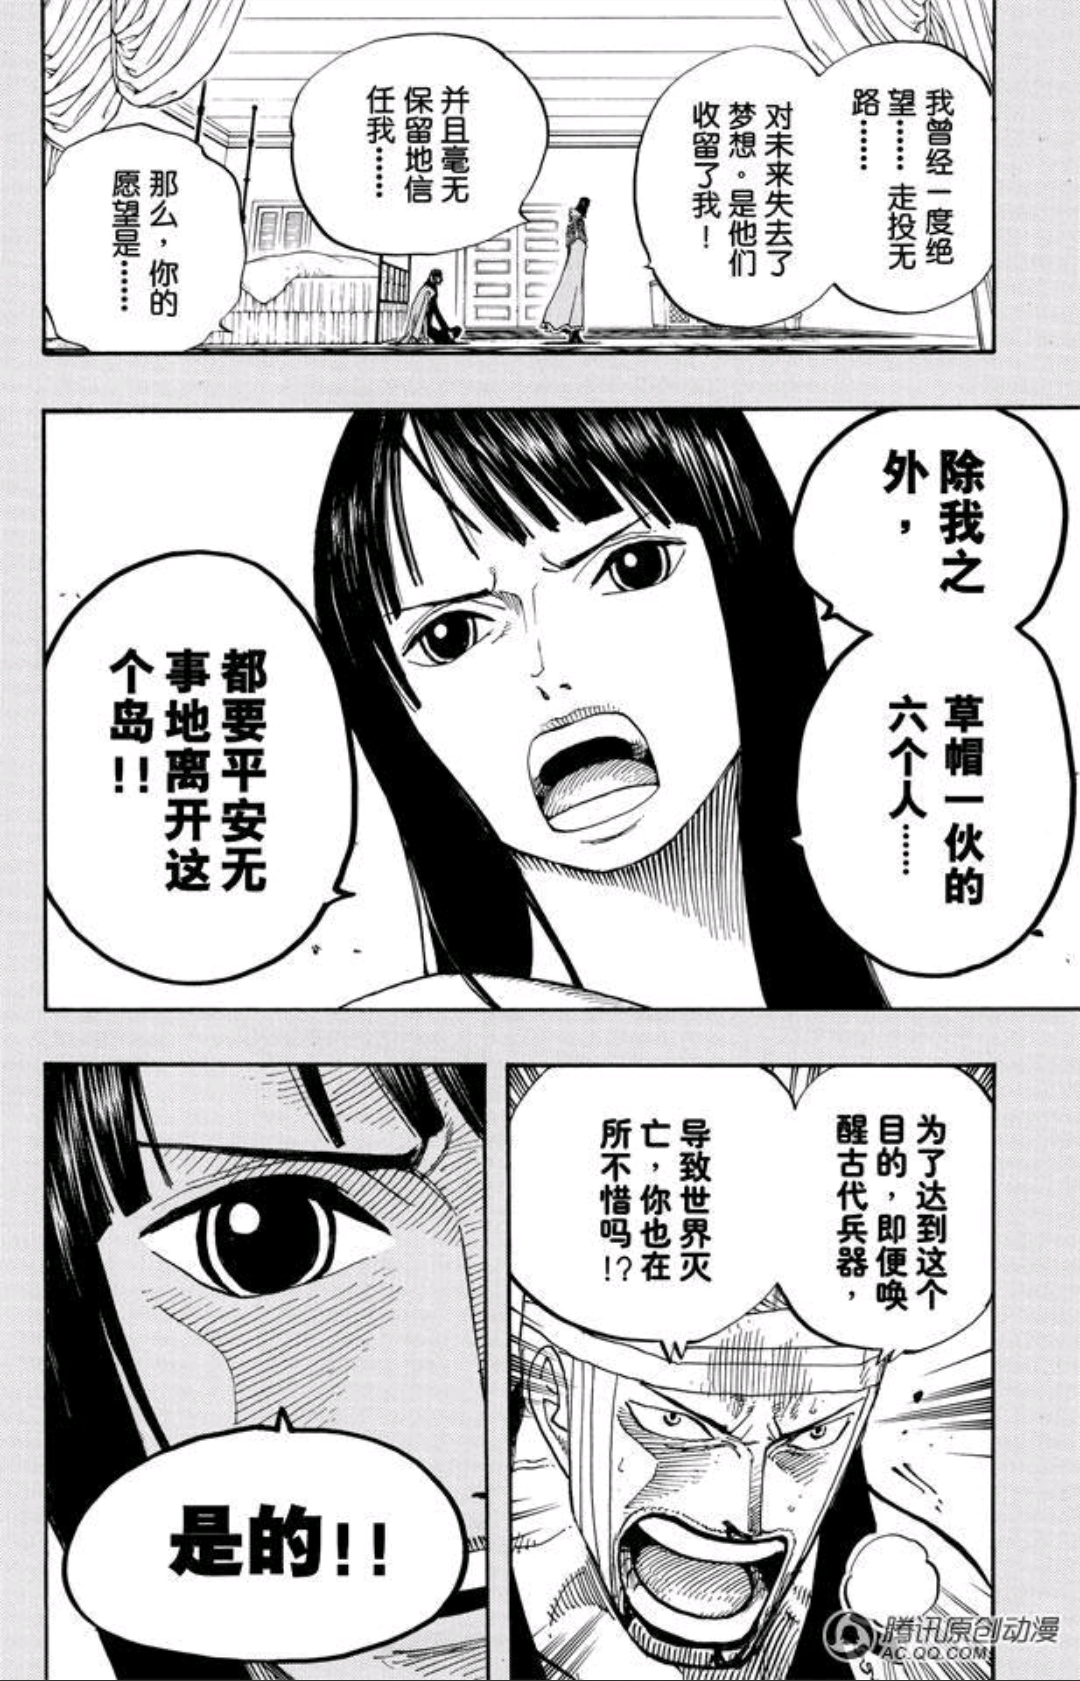 我曾经一度绝
望……走投无
路……
对未来失去了
梦想。是他们
收留了我！
并且毫无
保留地信
任我……
那么，你的
愿望是……
除我之
外，
草帽一伙的
六个人……
都要平安无
事地离开这
个岛！！
为了达到这个
目的，即便唤
醒古代兵器，
导致世界灭
亡，你也在
所不惜吗！？
是的！！
腾讯原创动漫
AC.QQ.COM